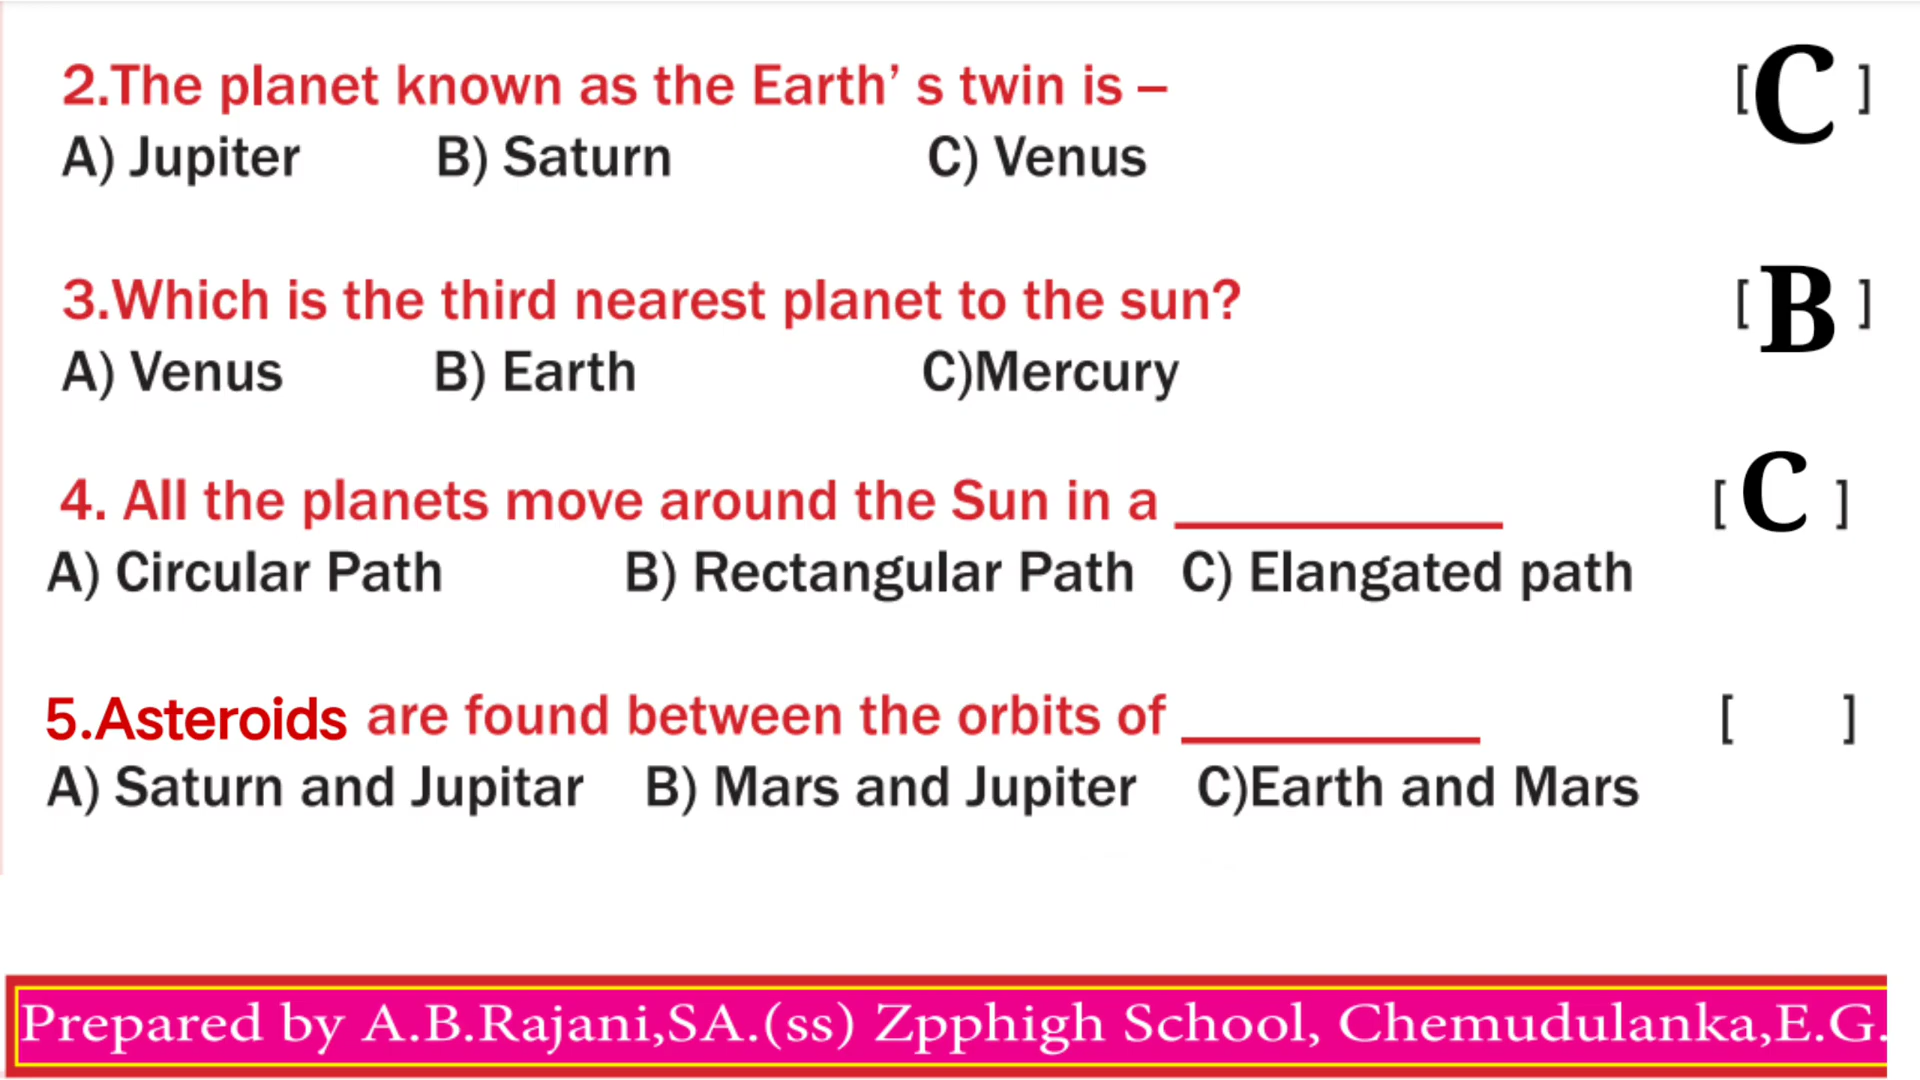 2.The planet known as the Earth’ s twin is – [C]
A) Jupiter B) Saturn C) Venus
3.Which is the third nearest planet to the sun? [B]
A) Venus B) Earth C)Mercury
4. All the planets move around the Sun in a ____________ [C]
A) Circular Path B) Rectangular Path C) Elangated path
5.Asteroids are found between the orbits of ___________ [ ]
A) Saturn and Jupitar B) Mars and Jupiter C)Earth and Mars
Prepared by A.B.Rajani,SA.(ss) Zpphigh School, Chemudulanka,E.G.